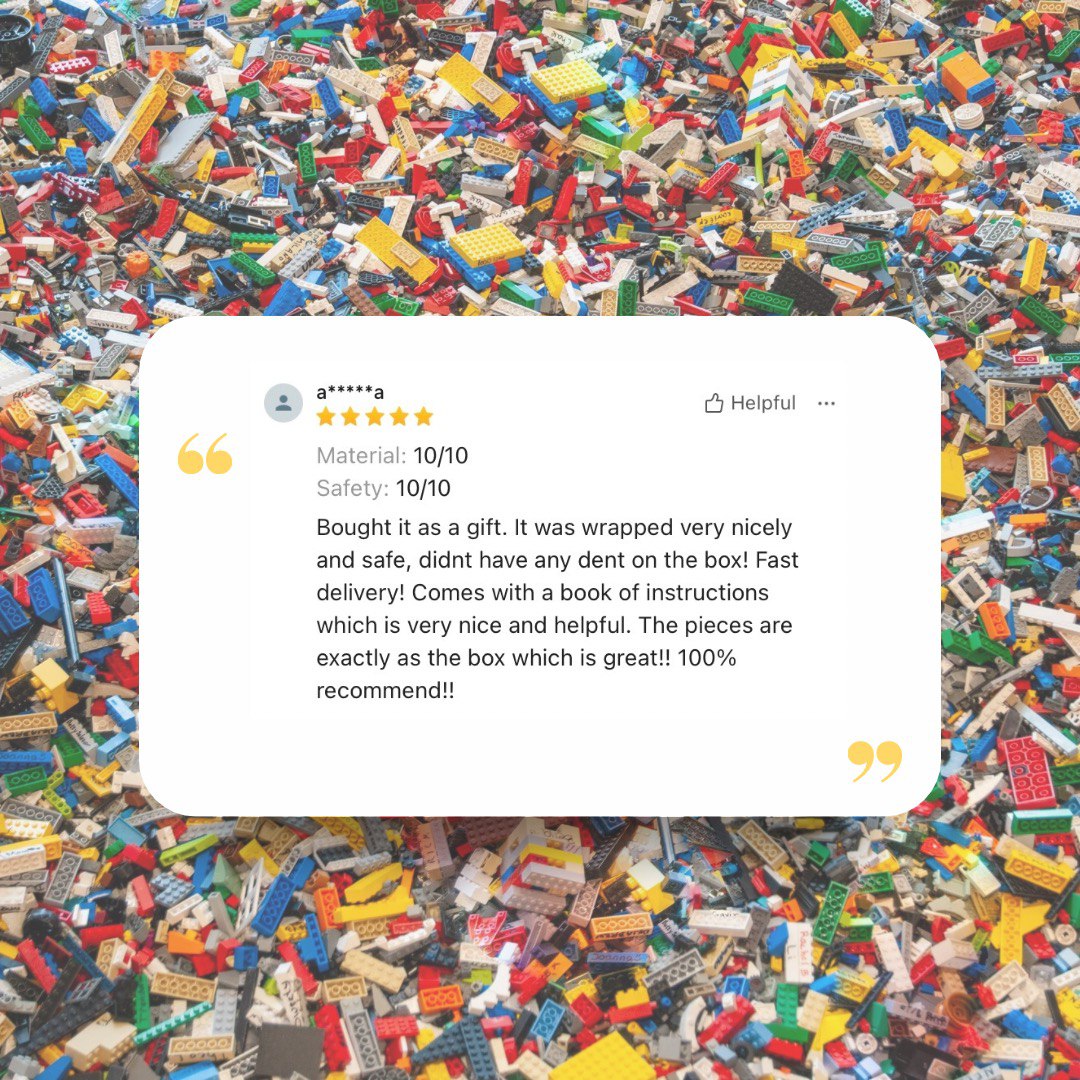 a*****a
Helpful
Material: 10/10
Safety: 10/10
Bought it as a gift. It was wrapped very nicely
and safe, didnt have any dent on the box! Fast
delivery! Comes with a book of instructions
which is very nice and helpful. The pieces are
exactly as the box which is great!! 100%
recommend!!